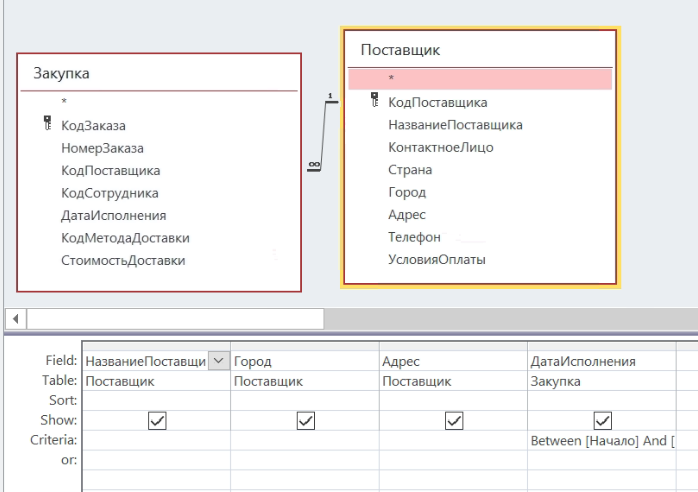 Закупка
*
КодЗаказа
НомерЗаказа
КодПоставщика
КодСотрудника
ДатаИсполнения
КодМетодаДоставки
СтоимостьДоставки
1
∞
Поставщик
*
КодПоставщика
НазваниеПоставщика
КонтактноеЛицо
Страна
Город
Адрес
Телефон
УсловияОплаты
Field: НазваниеПоставщи Город Адрес ДатаИсполнения
Table: Поставщик Поставщик Поставщик Закупка
Sort:
Show:
Criteria: Between [Начало] And [
or: